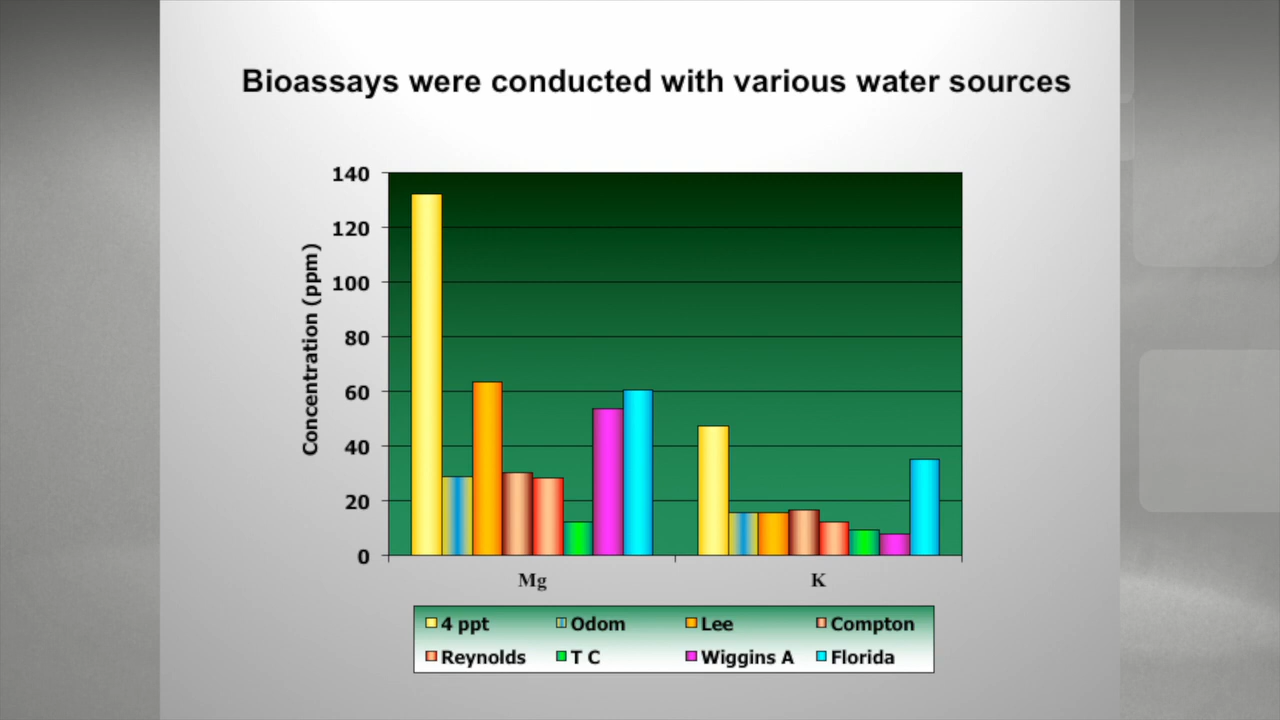 Bioassays were conducted with various water sources
140
120
100
80
60
40
20
0
Concentration (ppm)
Mg K
4 ppt Odom Lee Compton
Reynolds T C Wiggins A Florida